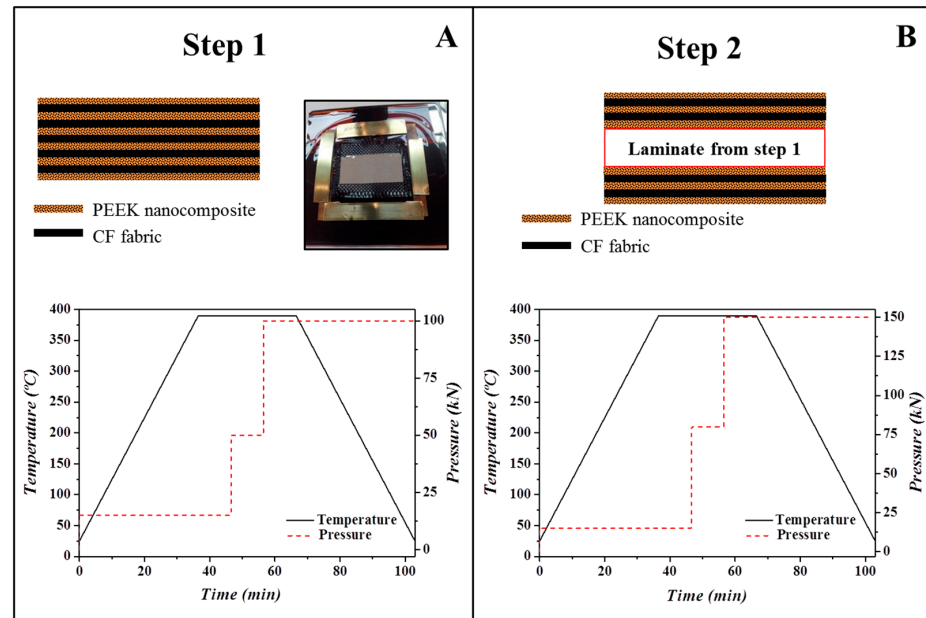 Step 1
A
PEEK nanocomposite
CF fabric
400
350
300
250
200
150
100
50
0
Temperature (ºC)
100
75
50
25
0
Pressure (kN)
Temperature
Pressure
0
20
40
60
80
100
Time (min)
Step 2
B
Laminate from step 1
PEEK nanocomposite
CF fabric
400
350
300
250
200
150
100
50
0
Temperature (ºC)
150
125
100
75
50
25
0
Pressure (kN)
Temperature
Pressure
0
20
40
60
80
100
Time (min)